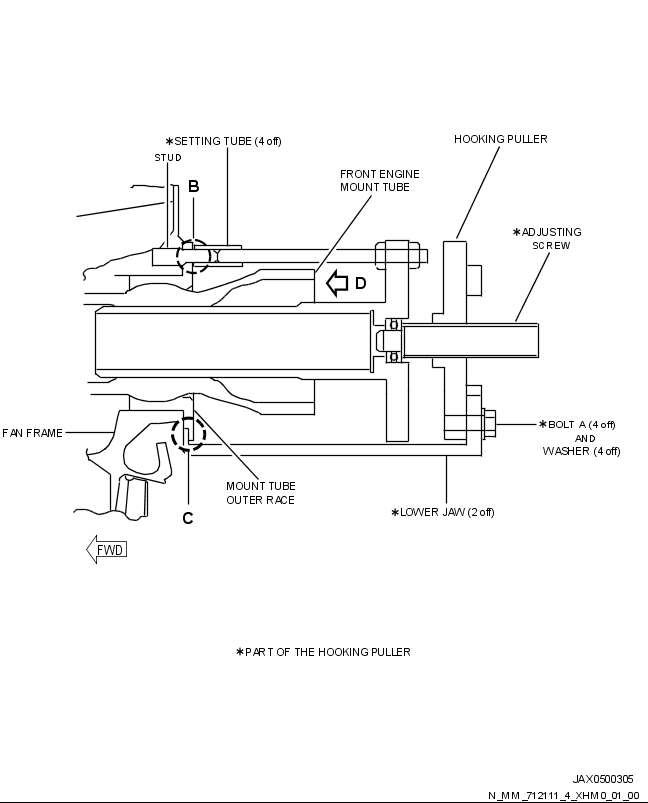 *SETTING TUBE (4 off)
HOOKING PULLER
STUD
B
FRONT ENGINE
MOUNT TUBE
*ADJUSTING
SCREW
D
FAN FRAME
*BOLT A (4 off)
AND
WASHER (4 off)
MOUNT TUBE
OUTER RACE
C
*LOWER JAW (2 off)
FWD
*PART OF THE HOOKING PULLER
JAX0500305
N_MM_712111_4_XHM0_01_00